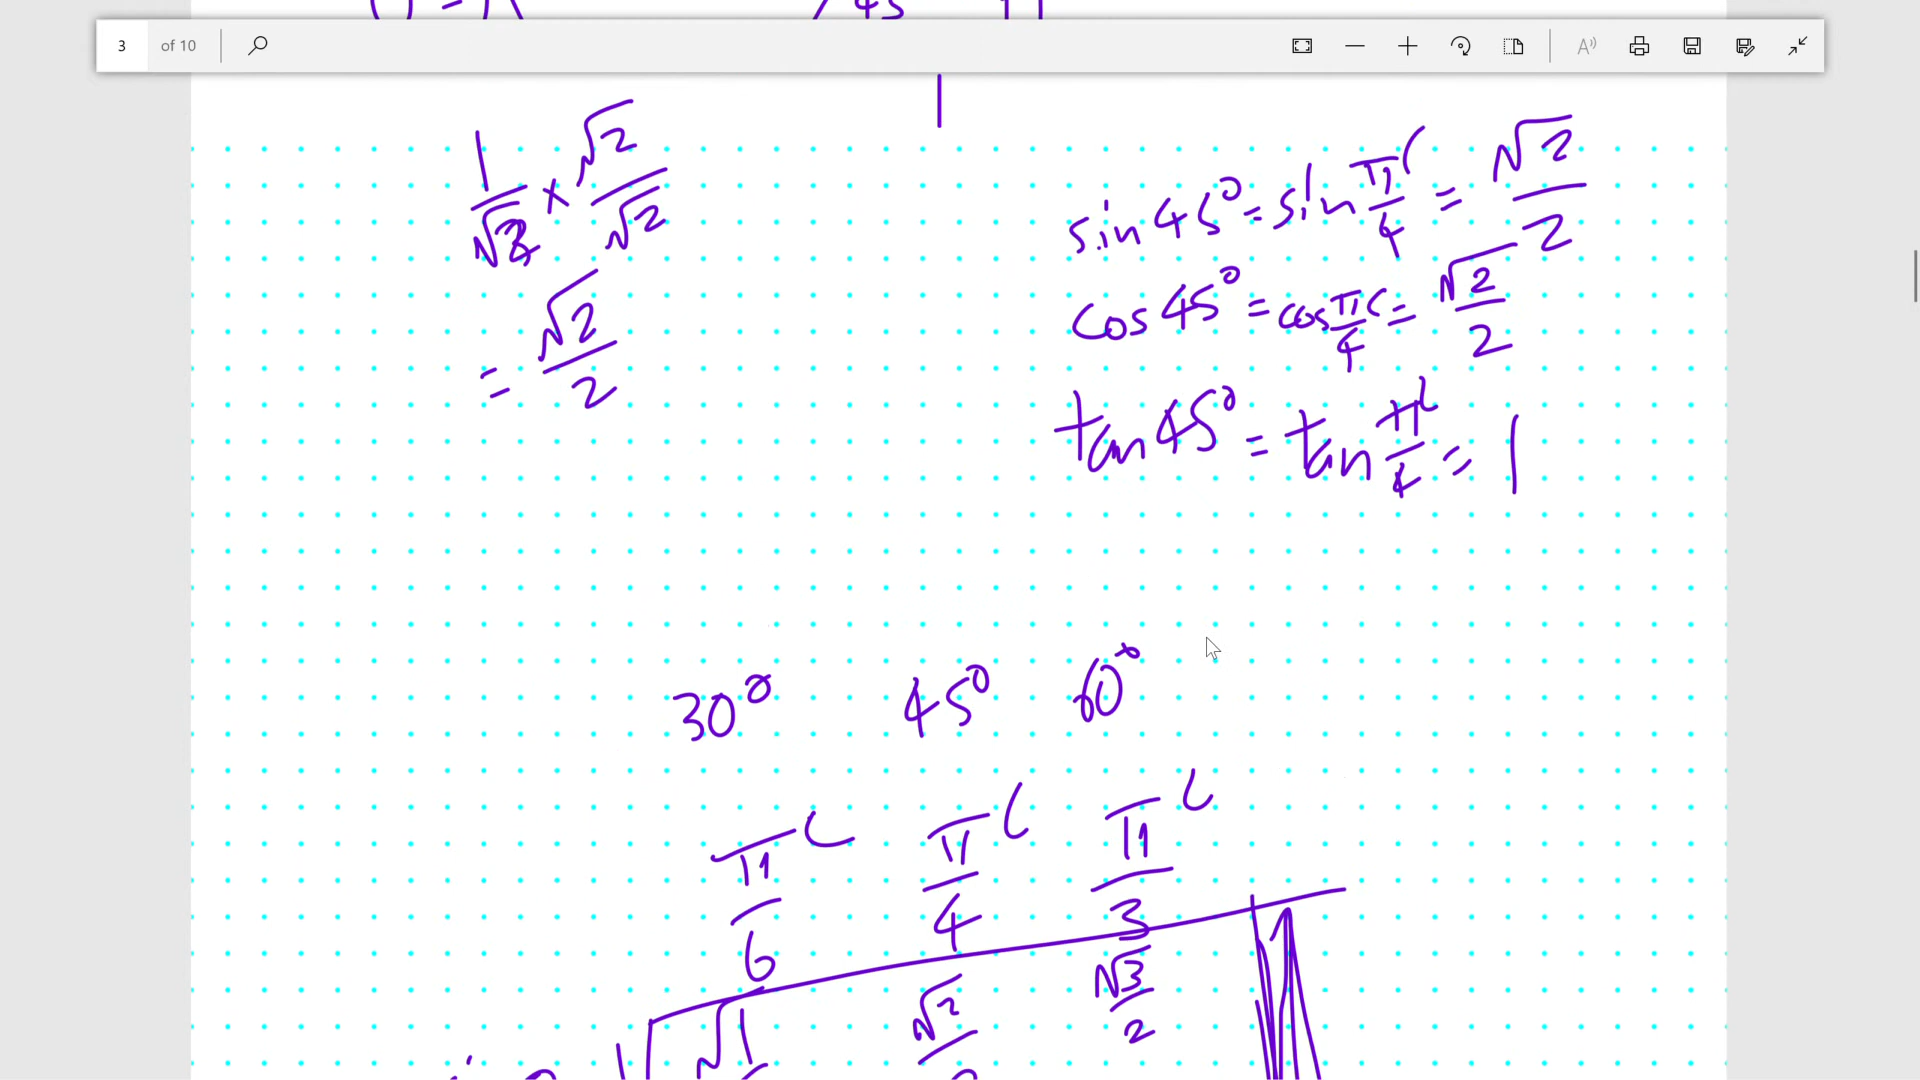 3 of 10
1/√2 × √2/√2
= √2/2
sin 45° = sin π/4 ᶜ = √2/2
cos 45° = cos π/4 ᶜ = √2/2
tan 45° = tan π/4 ᶜ = 1
30° 45° 60°
π/6 ᶜ π/4 ᶜ π/3 ᶜ
√1 √2 √3/2